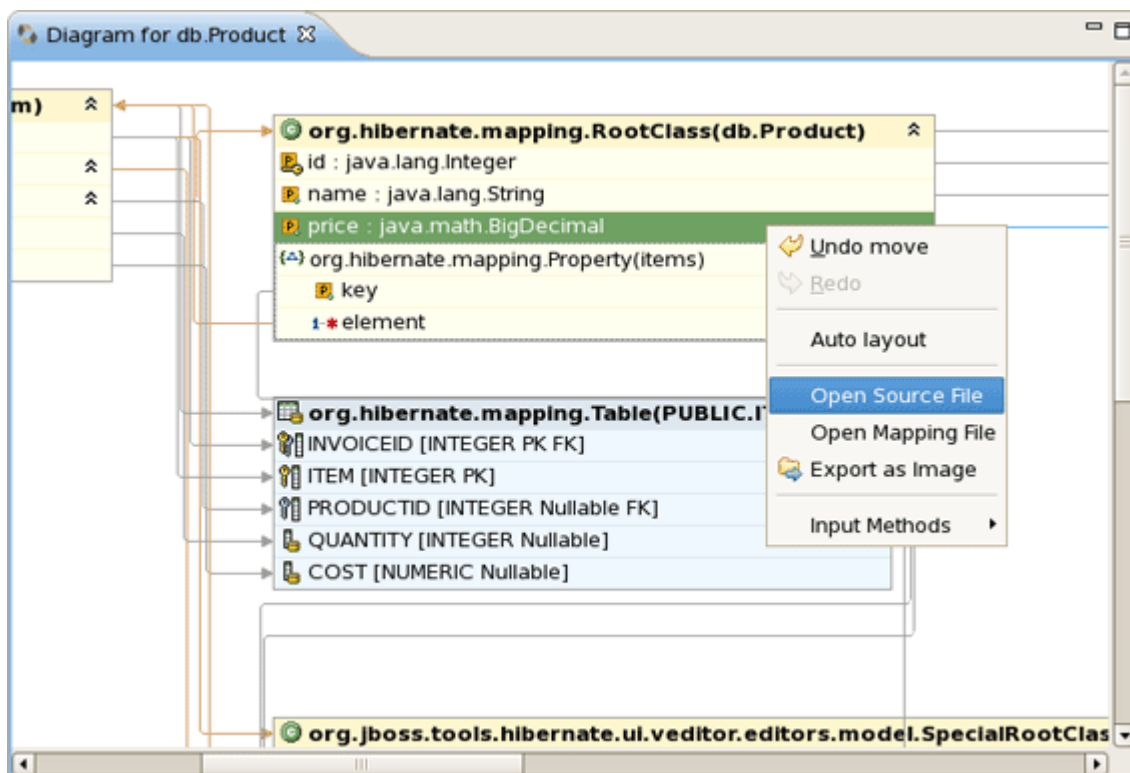 Diagram for db.Product
m)
org.hibernate.mapping.RootClass(db.Product)
id : java.lang.Integer
name : java.lang.String
price : java.math.BigDecimal
org.hibernate.mapping.Property(items)
key
element
Undo move
Redo
Auto layout
Open Source File
Open Mapping File
Export as Image
Input Methods
org.hibernate.mapping.Table(PUBLIC.I
INVOICEID [INTEGER PK FK]
ITEM [INTEGER PK]
PRODUCTID [INTEGER Nullable FK]
QUANTITY [INTEGER Nullable]
COST [NUMERIC Nullable]
org.jboss.tools.hibernate.ui.veditor.editors.model.SpecialRootClas